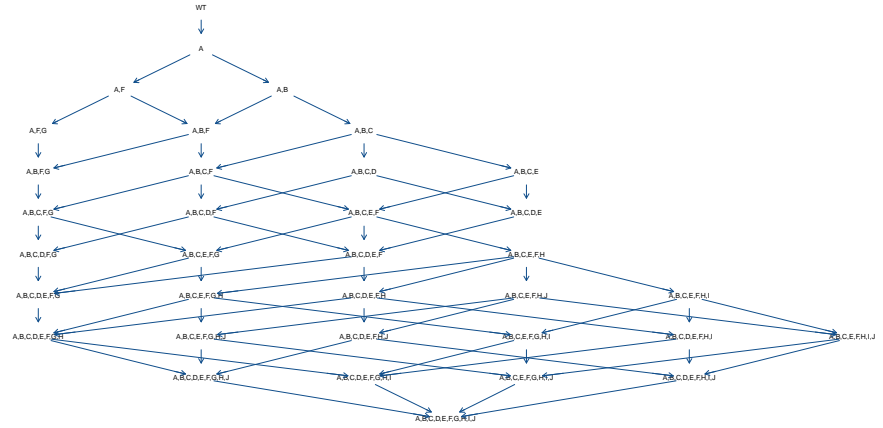 WT
A
A,F A,B
A,F,G A,B,F A,B,C
A,B,F,G A,B,C,F A,B,C,D A,B,C,E
A,B,C,F,G A,B,C,D,F A,B,C,E,F A,B,C,D,E
A,B,C,D,F,G A,B,C,E,F,G A,B,C,D,E,F A,B,C,E,F,H
A,B,C,D,E,F,G A,B,C,E,F,G,H A,B,C,D,E,F,H A,B,C,E,F,H,J A,B,C,E,F,H,I
A,B,C,D,E,F,G,H A,B,C,E,F,G,H,J A,B,C,D,E,F,H,J A,B,C,E,F,G,H,I A,B,C,D,E,F,H,I A,B,C,E,F,H,I,J
A,B,C,D,E,F,G,H,J A,B,C,D,E,F,G,H,I A,B,C,E,F,G,H,I,J A,B,C,D,E,F,H,I,J
A,B,C,D,E,F,G,H,I,J